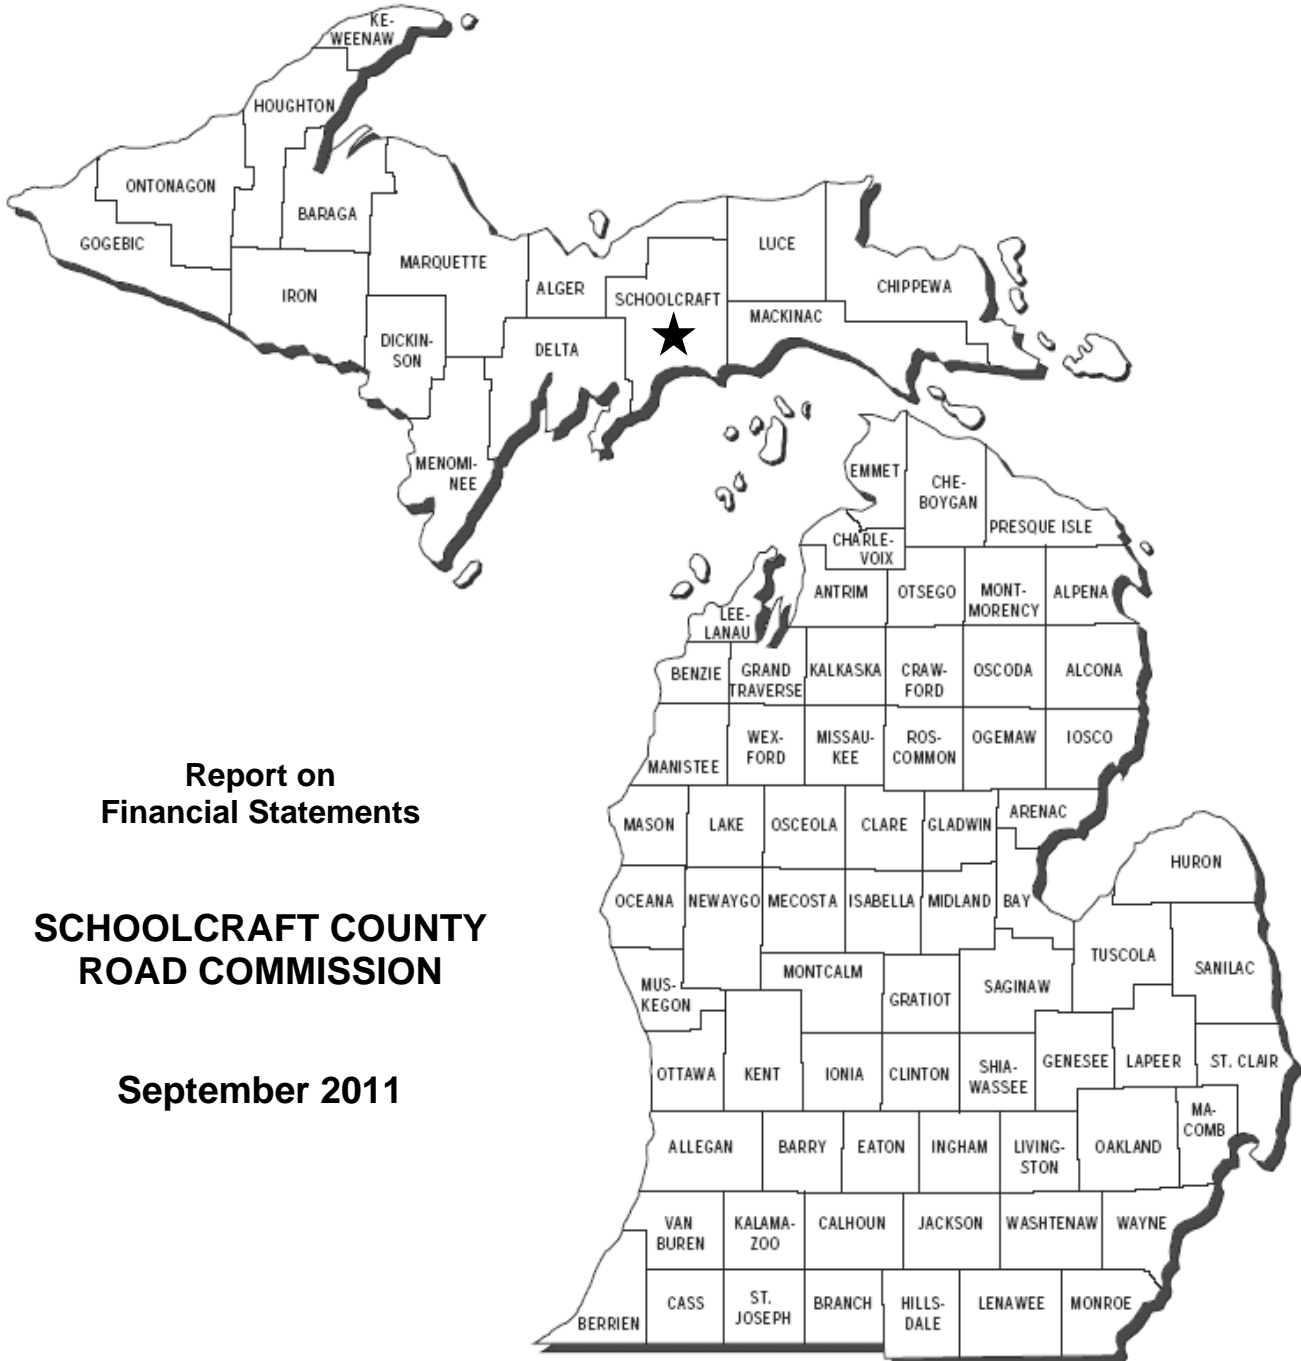 KE-
WEENAW
HOUGHTON
ONTONAGON
BARAGA
GOGEBIC
MARQUETTE
LUCE
IRON
ALGER
SCHOOLCRAFT
CHIPPEWA
MACKINAC
DICKIN-
SON
DELTA
MENOMI-
NEE
EMMET
CHE-
BOYGAN
PRESQUE ISLE
CHARLE-
VOIX
ANTRIM
OTSEGO
MONT-
MORENCY
ALPENA
LEE-
LANAU
BENZIE
GRAND
TRAVERSE
KALKASKA
CRAW-
FORD
OSCODA
ALCONA
MANISTEE
WEX-
FORD
MISSAU-
KEE
ROS-
COMMON
OGEMAW
IOSCO
Report on
Financial Statements
MASON
LAKE
OSCEOLA
CLARE
GLADWIN
ARENAC
HURON
OCEANA
NEWAYGO
MECOSTA
ISABELLA
MIDLAND
BAY
SCHOOLCRAFT COUNTY
ROAD COMMISSION
TUSCOLA
SANILAC
MUS-
KEGON
MONTCALM
GRATIOT
SAGINAW
OTTAWA
KENT
IONIA
CLINTON
SHIA-
WASSEE
GENESEE
LAPEER
ST. CLAIR
September 2011
MA-
COMB
ALLEGAN
BARRY
EATON
INGHAM
LIVING-
STON
OAKLAND
VAN
BUREN
KALAMA-
ZOO
CALHOUN
JACKSON
WASHTENAW
WAYNE
BERRIEN
CASS
ST.
JOSEPH
BRANCH
HILLS-
DALE
LENAWEE
MONROE